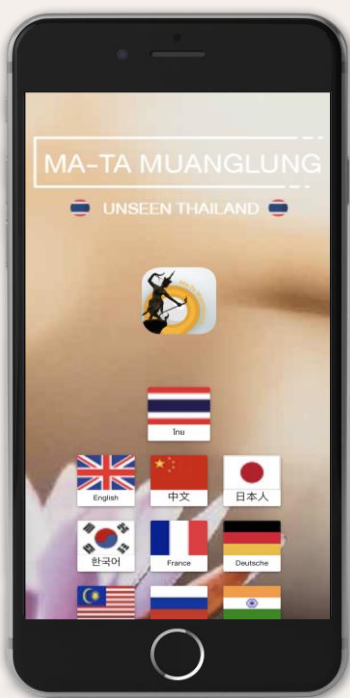 MA-TA MUANGLUNG
UNSEEN THAILAND
ไทย
English
中文
日本人
한국어
France
Deutsche